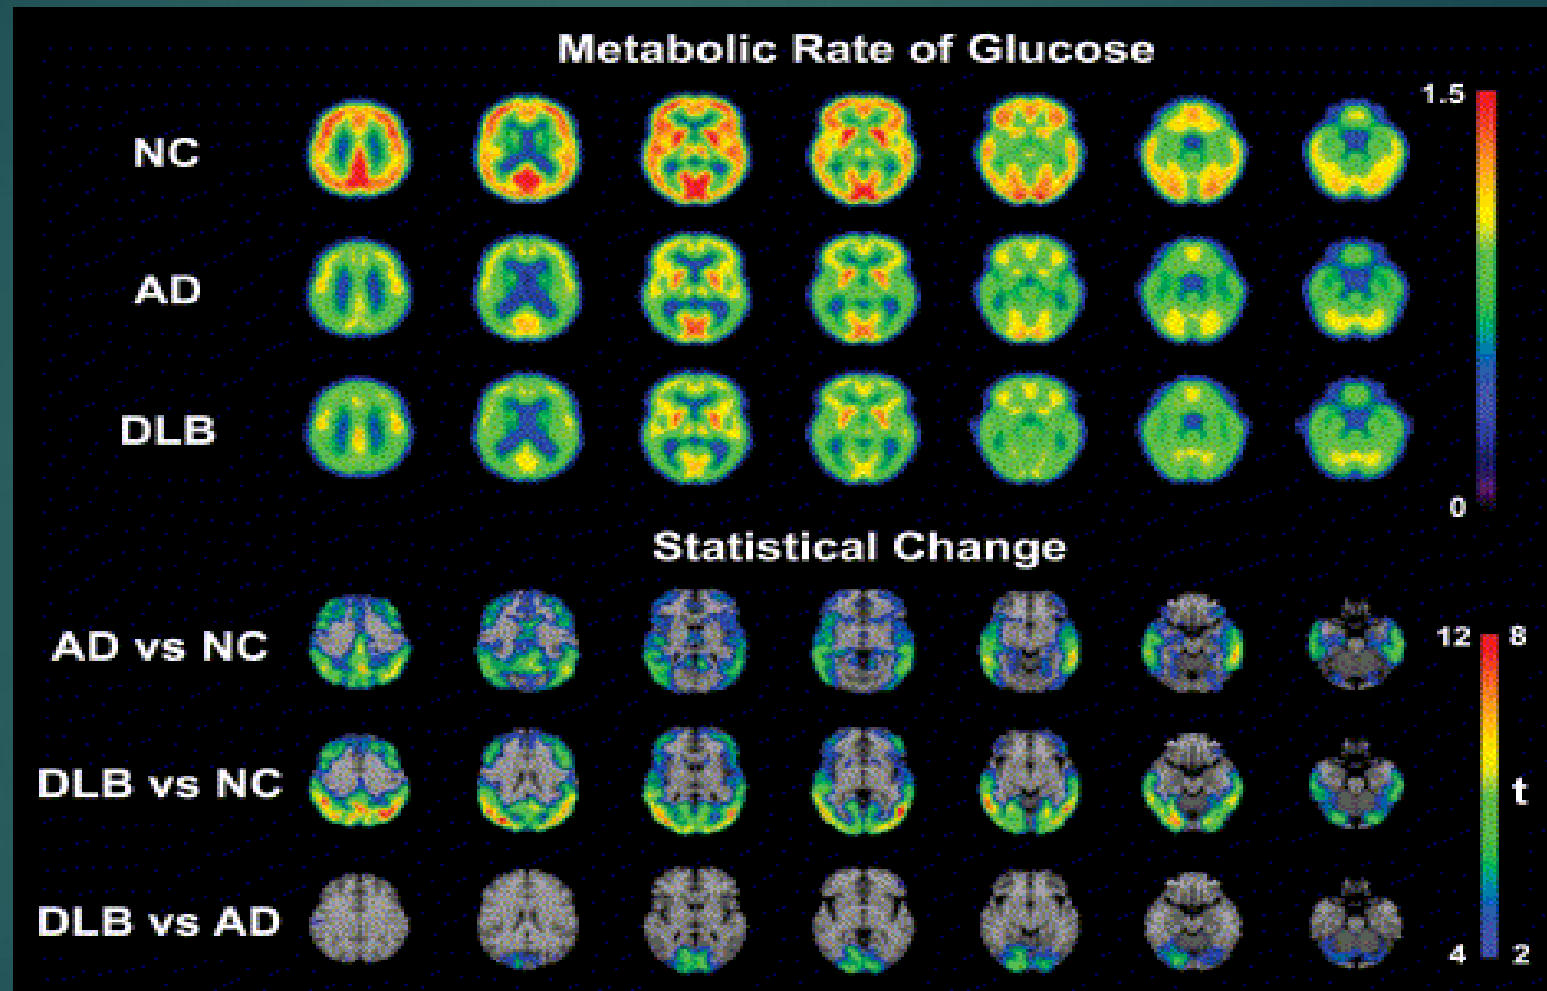 Metabolic Rate of Glucose
1.5
NC
AD
DLB
0
Statistical Change
12 8
AD vs NC
DLB vs NC
t
DLB vs AD
4 2